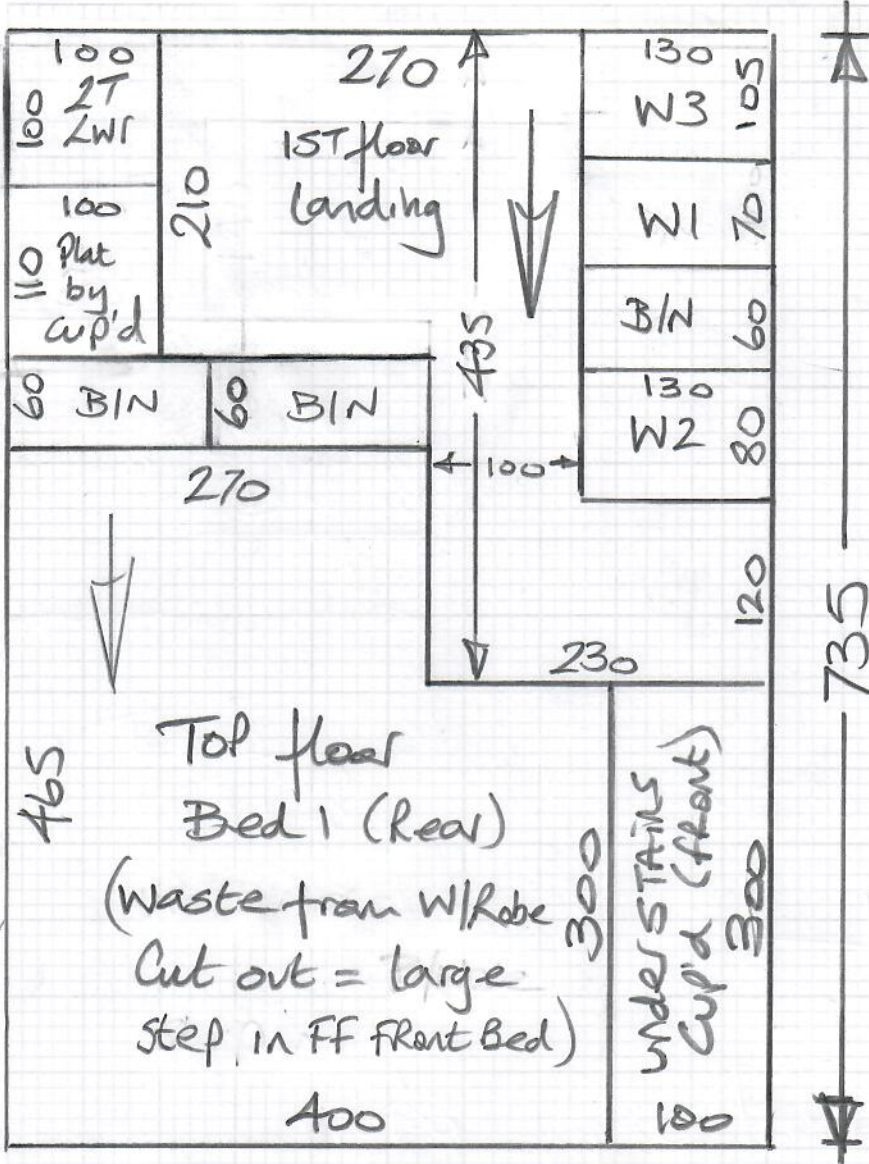 100
2T
LWr
100
270
1ST floor
Landing
210
130
W3
105
W1
70
B/N
60
130
W2
80
100
Plat
by
Cup'd
110
60
B/N
60
B/N
435
100
270
120
230
735
465
Top floor
Bed 1 (Rear)
(Waste from W/Robe
Cut out = large
Step in FF Front Bed)
300
Under STAIRS
Cup'd (front)
300
400
100